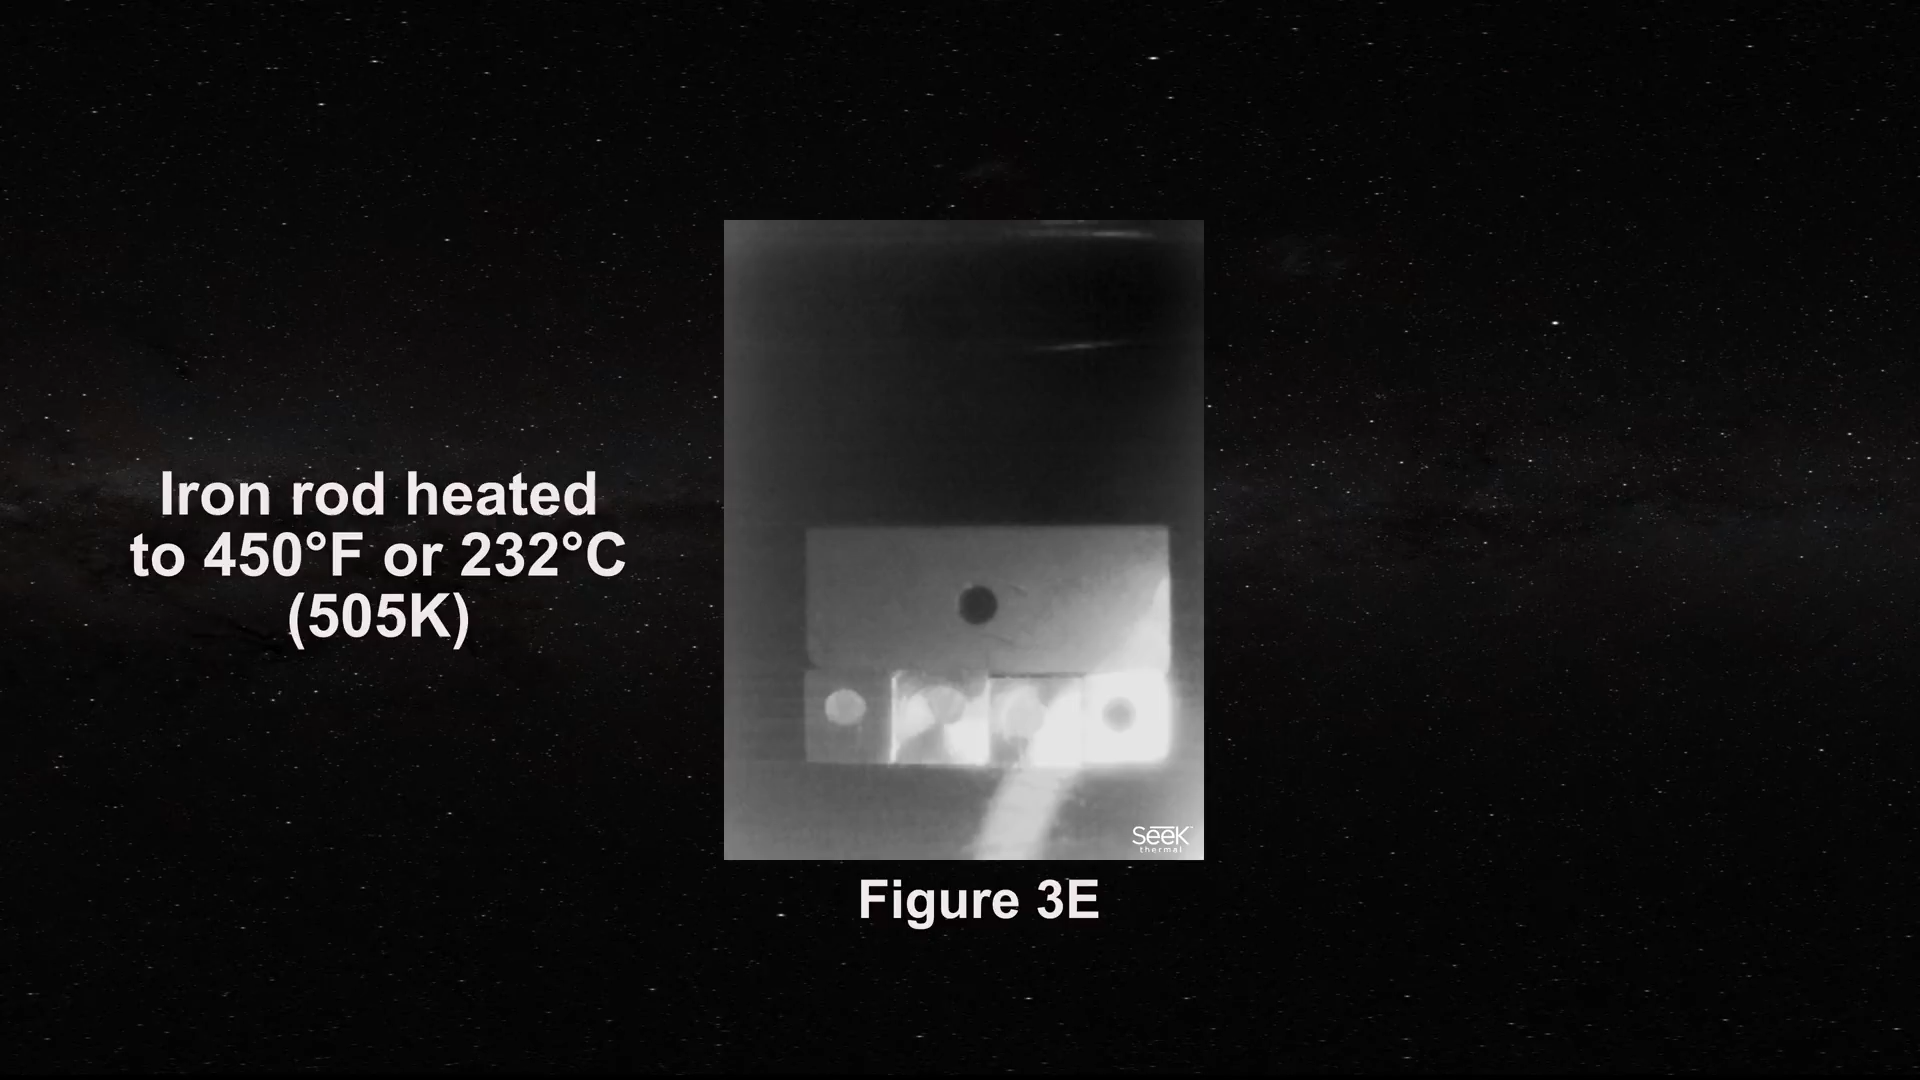 Iron rod heated
to 450°F or 232°C
(505K)
Seek
thermal
Figure 3E